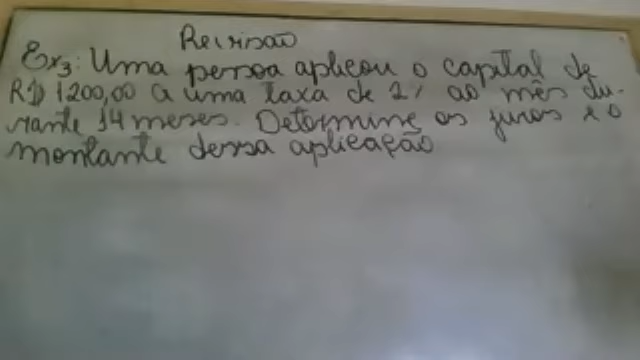 Revisão
Ex3: Uma pessoa aplicou o capital de
R$ 1200,00 a uma taxa de 2% ao mês du-
rante 14 meses. Determine os juros e o
montante dessa aplicação